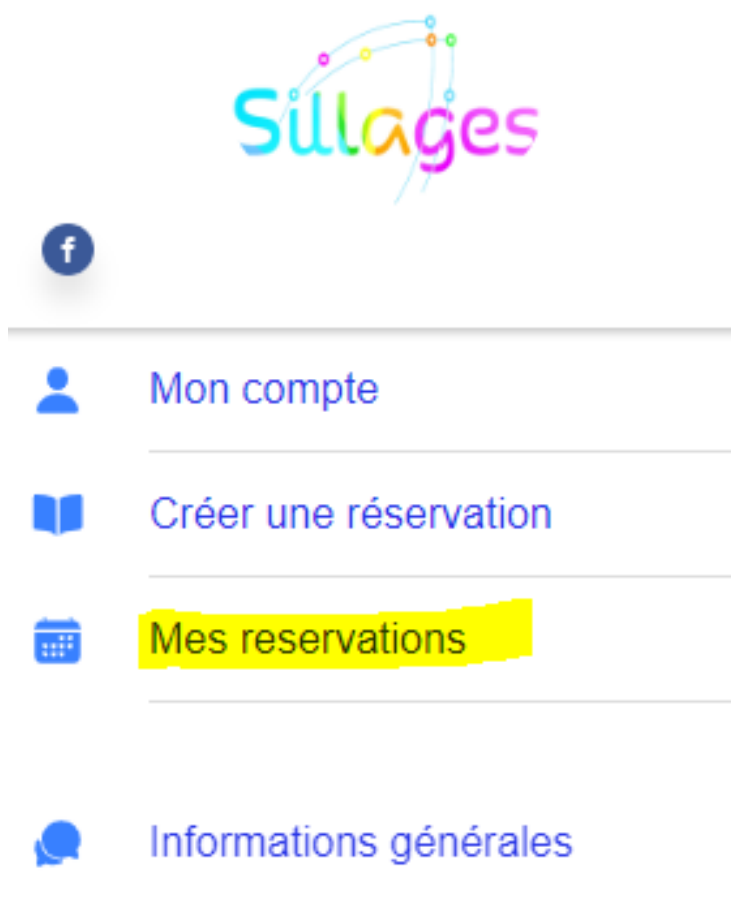 Sillages
f
Mon compte
Créer une réservation
Mes reservations
Informations générales